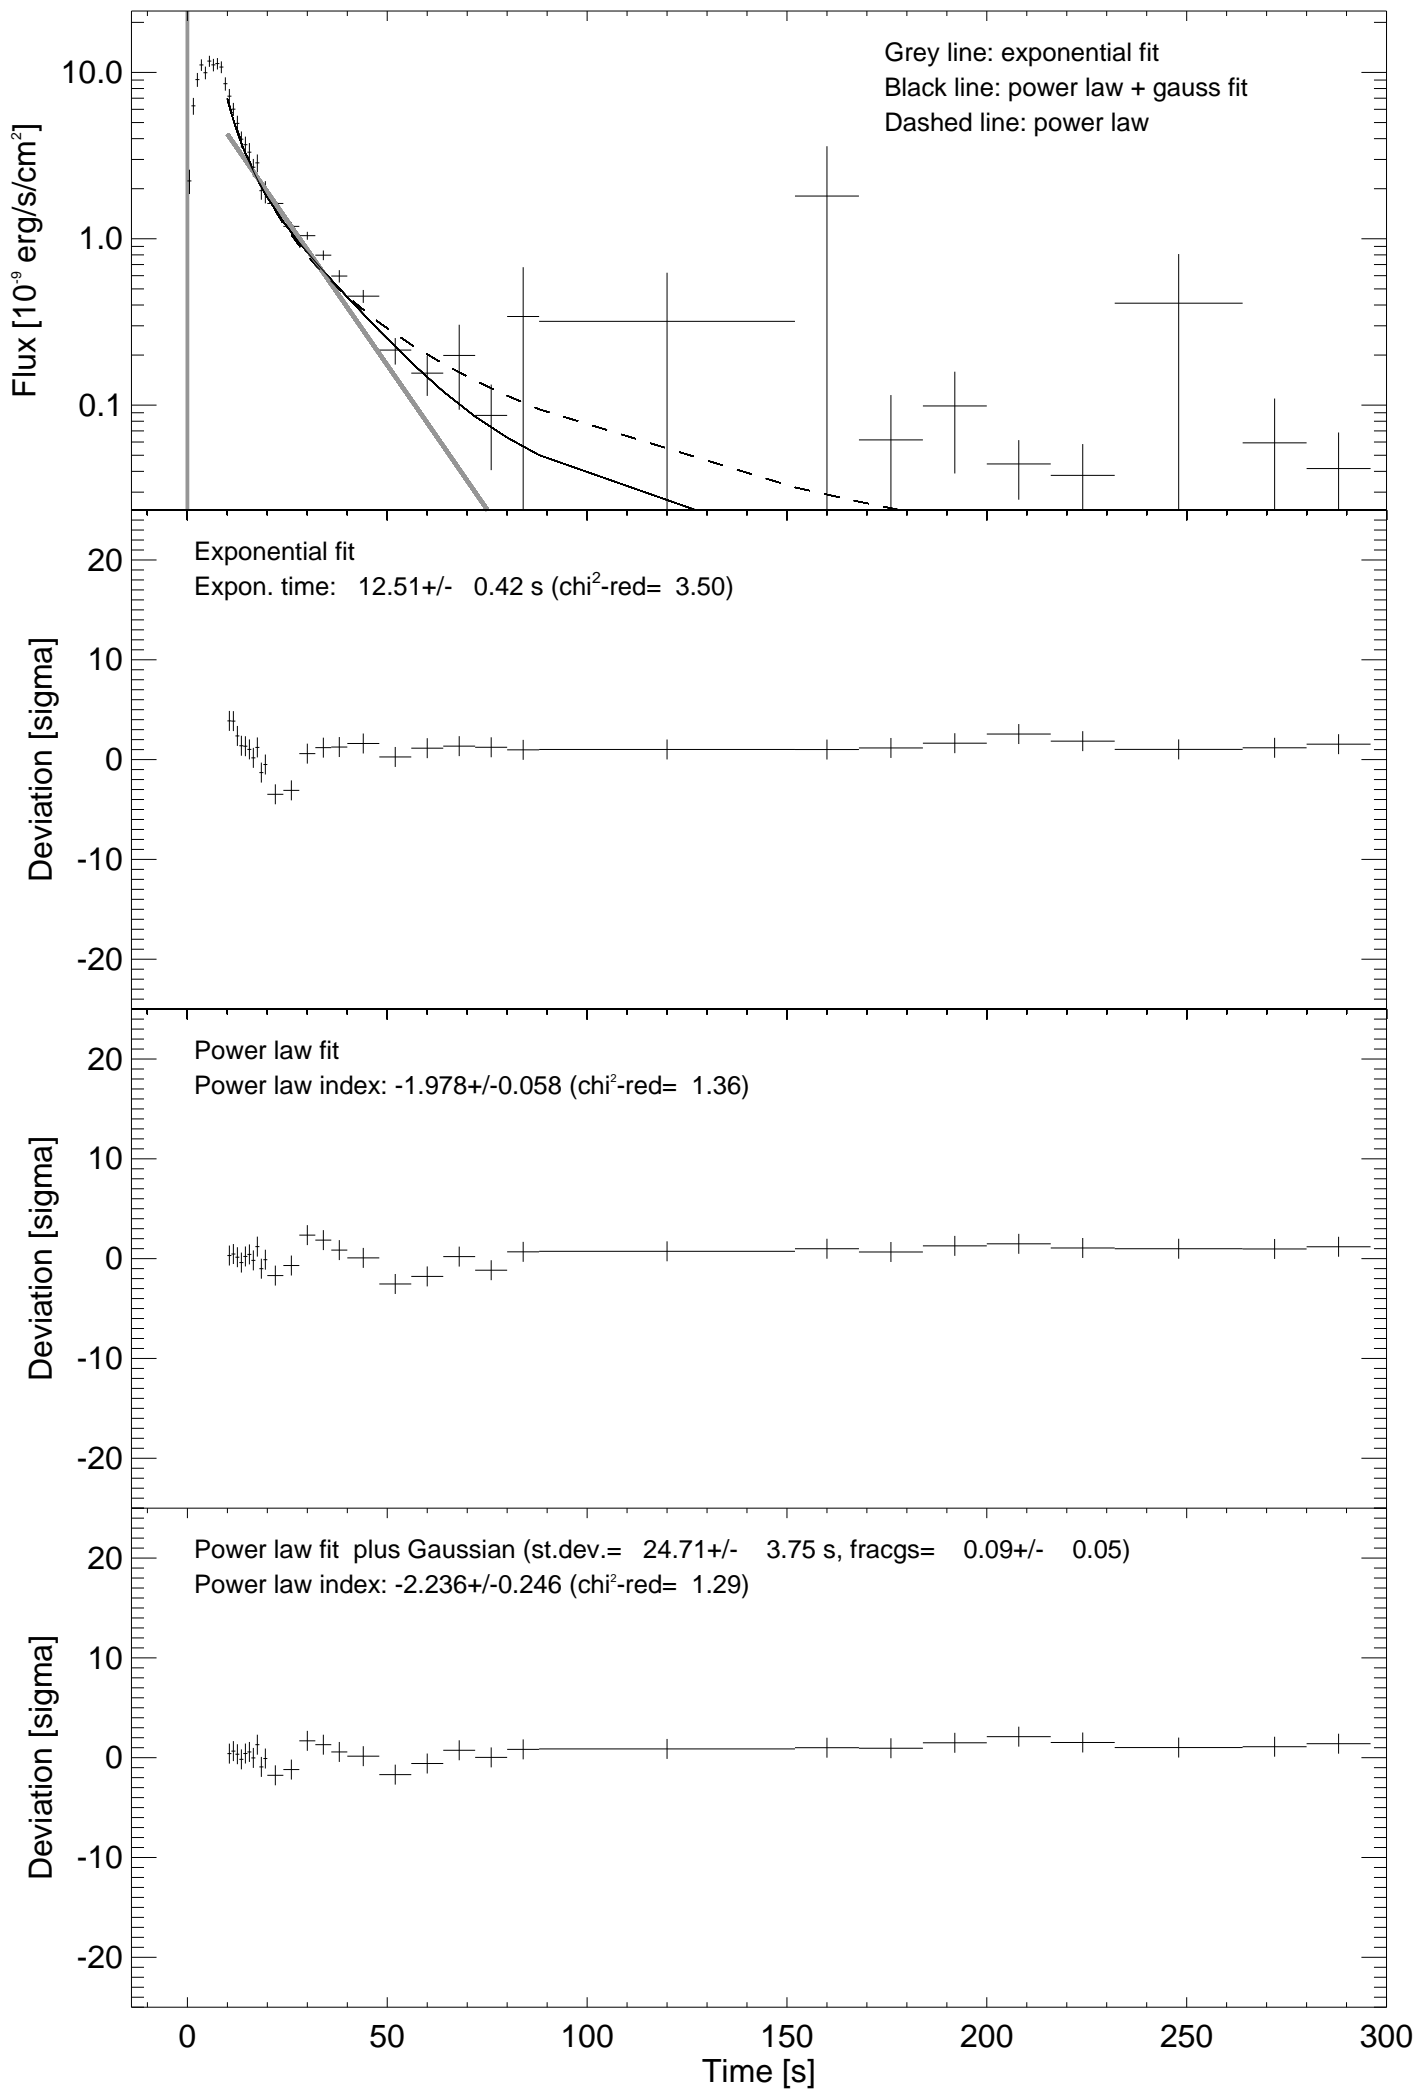 Grey line: exponential fit
Black line: power law + gauss fit
Dashed line: power law
10.0
1.0
0.1
Flux [10⁻⁹ erg/s/cm²]
Exponential fit
Expon. time: 12.51+/- 0.42 s (chi²-red= 3.50)
20
10
0
-10
-20
Deviation [sigma]
Power law fit
Power law index: -1.978+/-0.058 (chi²-red= 1.36)
20
10
0
-10
-20
Deviation [sigma]
Power law fit plus Gaussian (st.dev.= 24.71+/- 3.75 s, fracgs= 0.09+/- 0.05)
Power law index: -2.236+/-0.246 (chi²-red= 1.29)
20
10
0
-10
-20
Deviation [sigma]
0 50 100 150 200 250 300
Time [s]